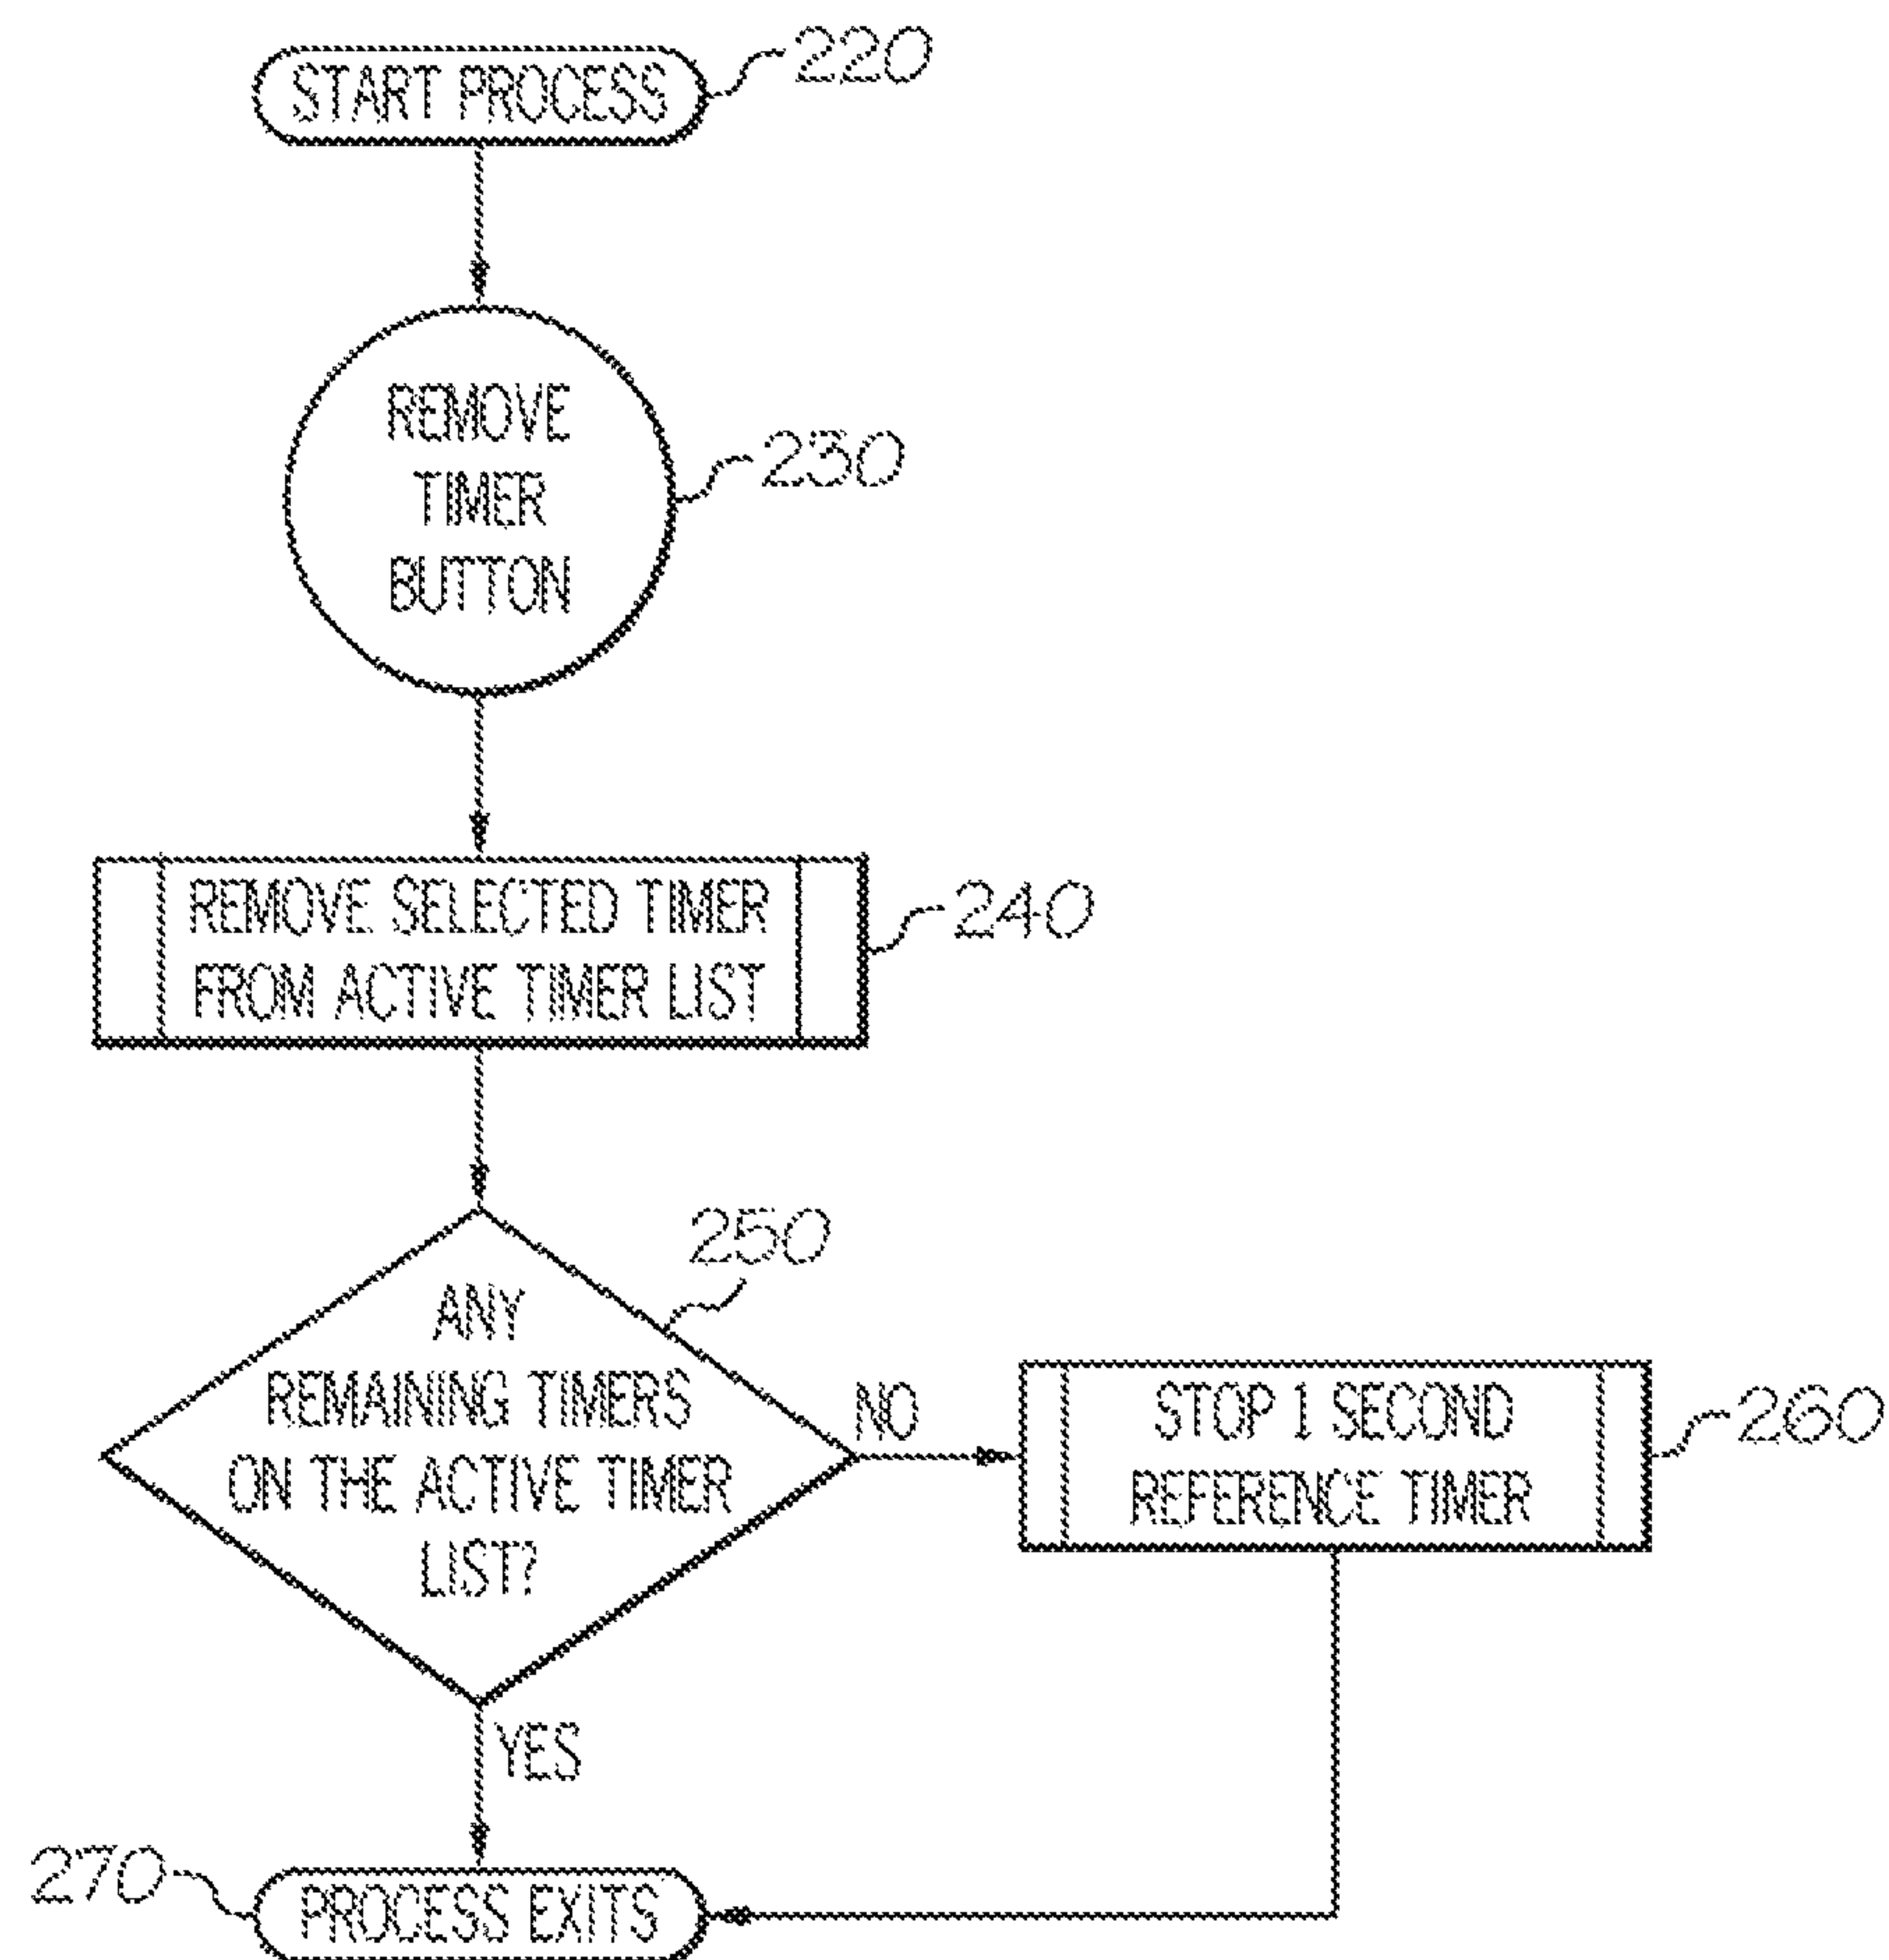 START PROCESS
220
REMOVE
TIMER
BUTTON
230
REMOVE SELECTED TIMER
FROM ACTIVE TIMER LIST
240
250
ANY
REMAINING TIMERS
ON THE ACTIVE TIMER
LIST?
NO
STOP 1 SECOND
REFERENCE TIMER
260
YES
270
PROCESS EXITS